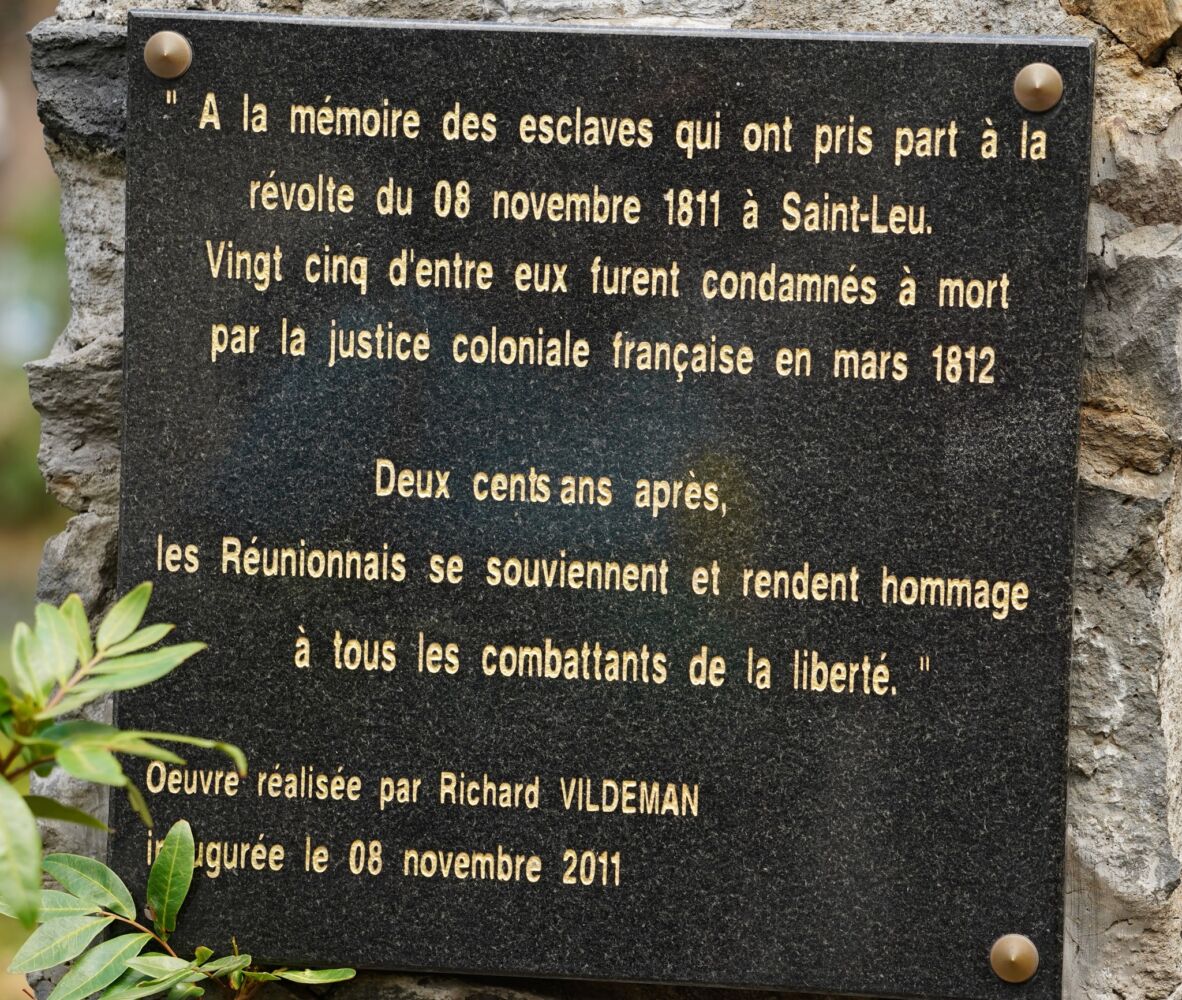 " A la mémoire des esclaves qui ont pris part à la
révolte du 08 novembre 1811 à Saint-Leu.
Vingt cinq d'entre eux furent condamnés à mort
par la justice coloniale française en mars 1812
Deux cents ans après,
les Réunionnais se souviennent et rendent hommage
à tous les combattants de la liberté. "
Oeuvre réalisée par Richard VILDEMAN
inaugurée le 08 novembre 2011